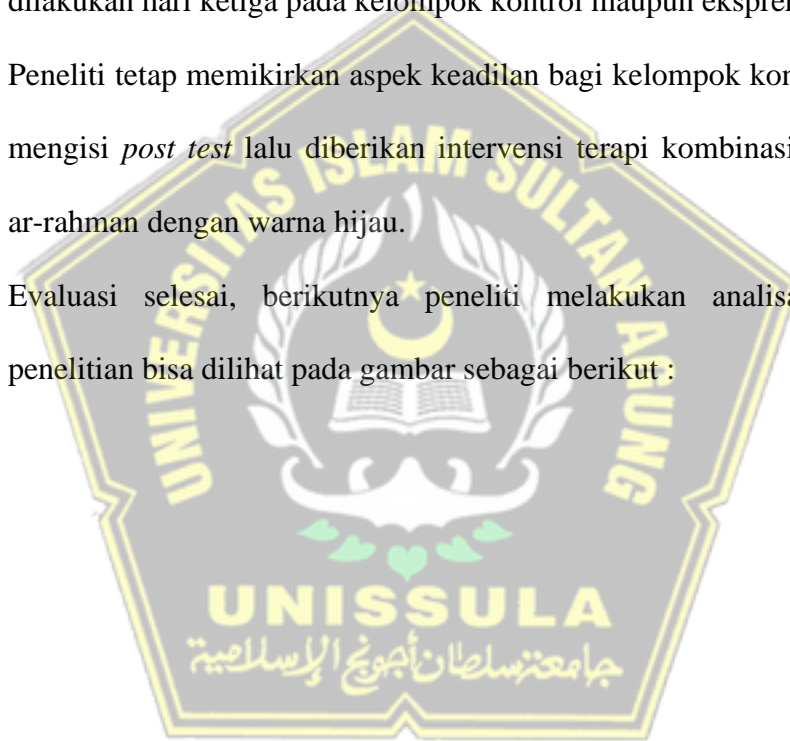 dilakukan hari ketiga pada kelompok kontrol maupun
Peneliti tetap memikirkan aspek keadilan bagi kelompok
mengisi post test lalu diberikan intervensi terapi kombinasi
ar-rahman dengan warna hijau.
Evaluasi selesai, berikutnya peneliti melakukan
penelitian bisa dilihat pada gambar sebagai berikut :
UNIVERSITAS ISLAM SULTAN AGUNG
UNISSULA
جامعة سلطان أجونج الإسلامية